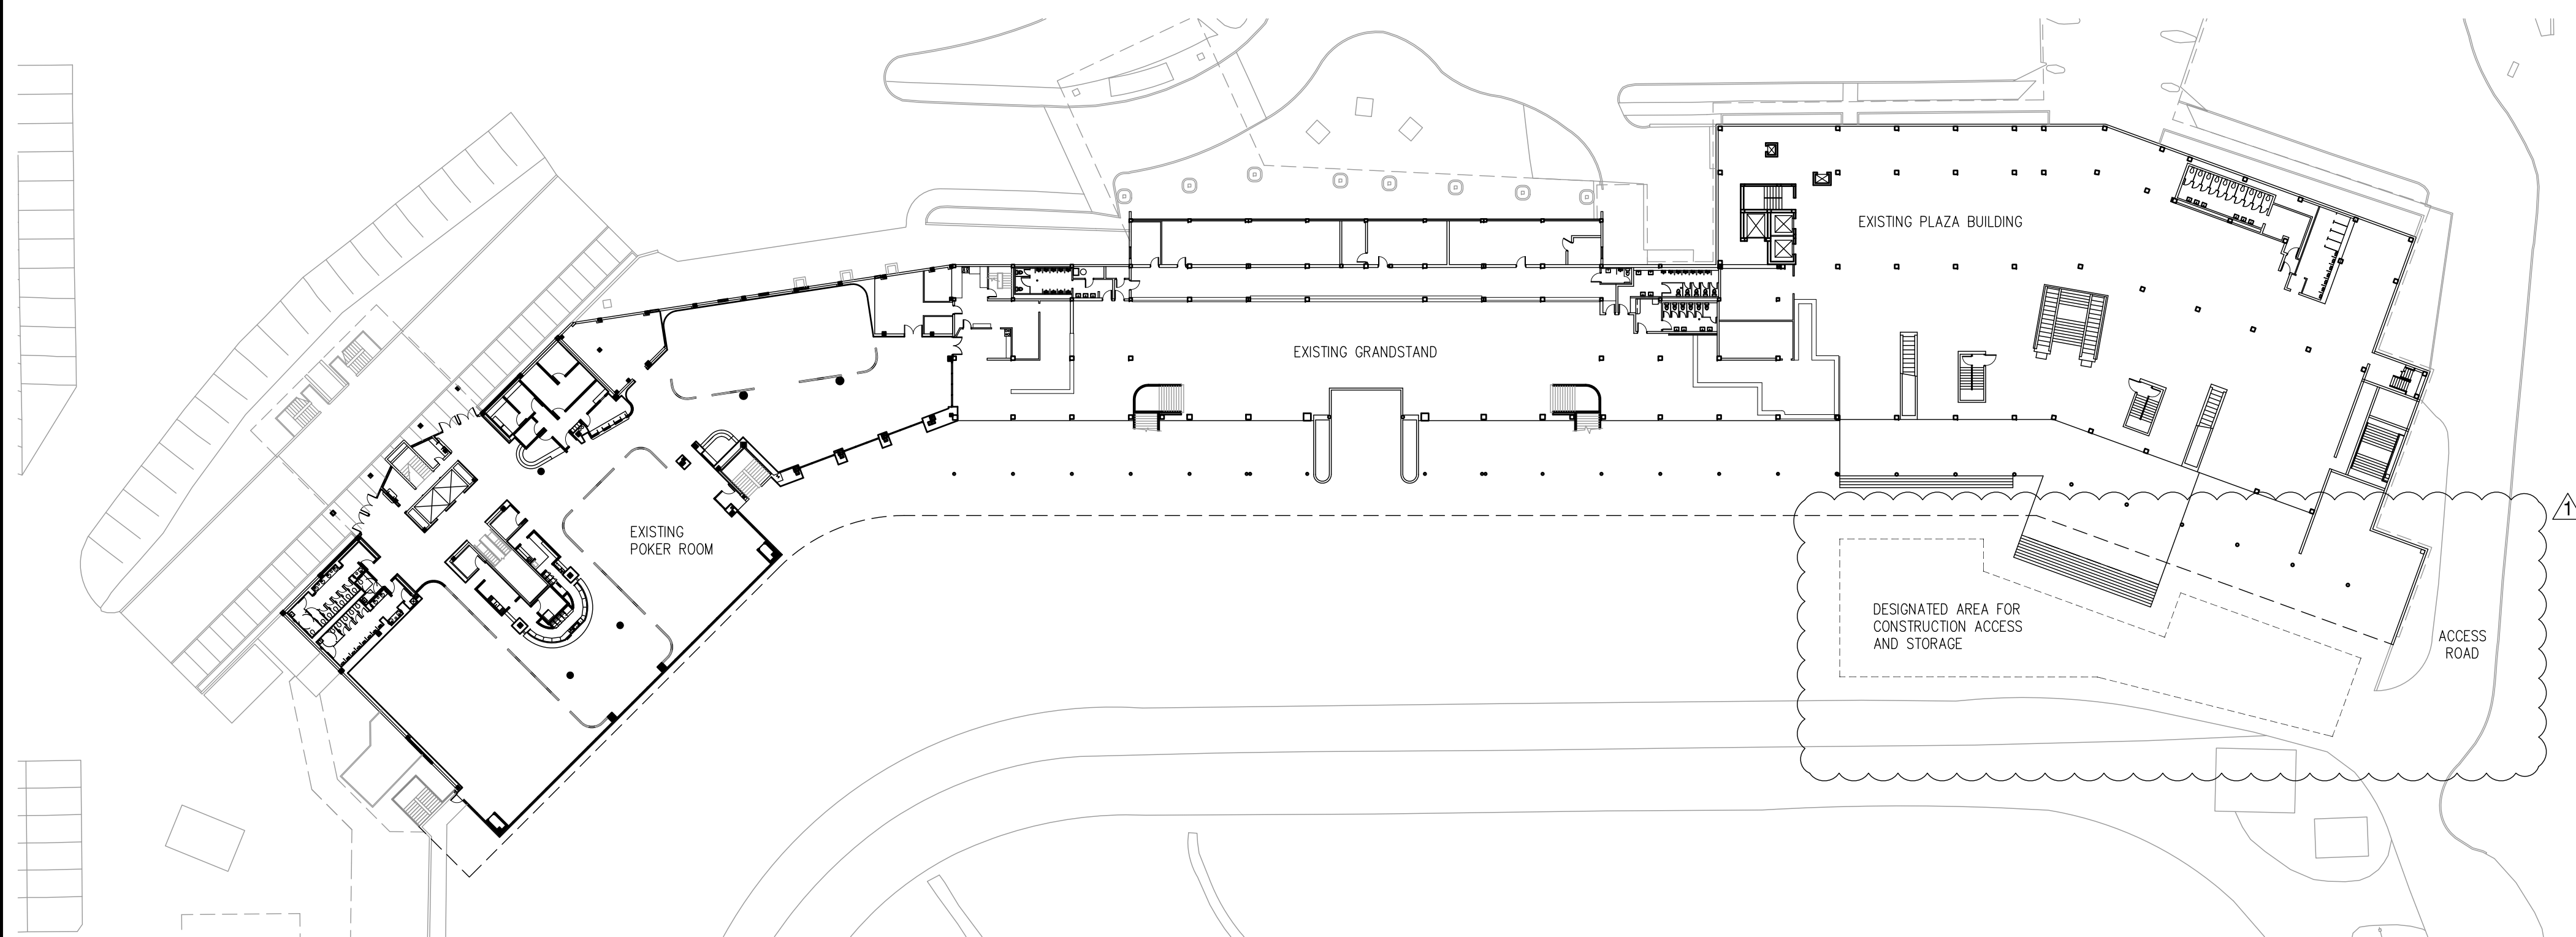 EXISTING PLAZA BUILDING
EXISTING GRANDSTAND
EXISTING
POKER ROOM
1
DESIGNATED AREA FOR
CONSTRUCTION ACCESS
AND STORAGE
ACCESS
ROAD